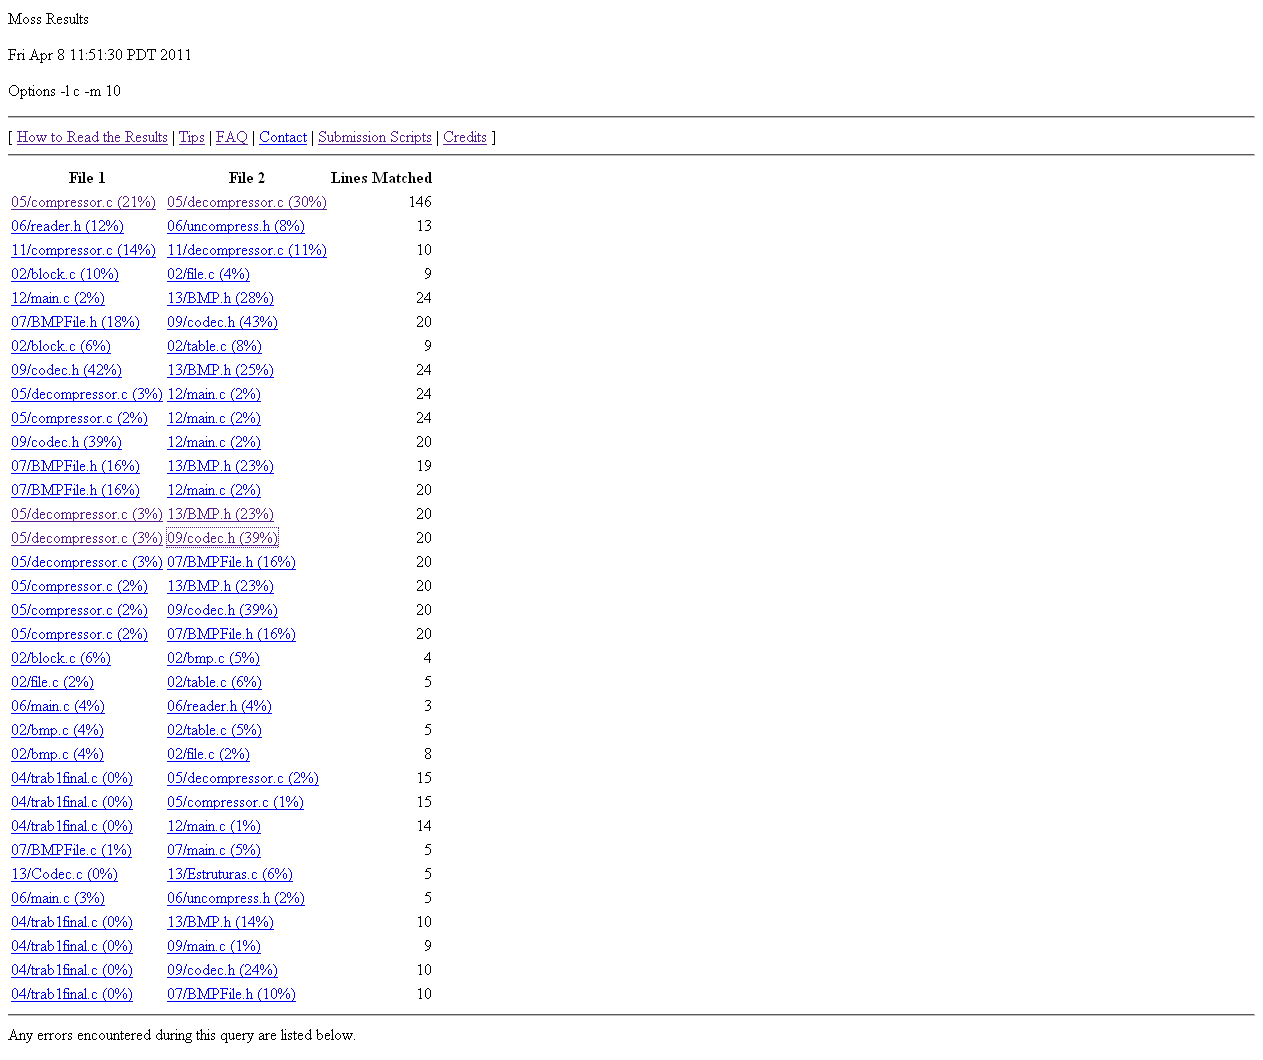 Moss Results
Fri Apr 8 11:51:30 PDT 2011
Options -l c -m 10
[ How to Read the Results | Tips | FAQ | Contact | Submission Scripts | Credits ]
File 1 File 2 Lines Matched
05/compressor.c (21%) 05/decompressor.c (30%) 146
06/reader.h (12%) 06/uncompress.h (8%) 13
11/compressor.c (14%) 11/decompressor.c (11%) 10
02/block.c (10%) 02/file.c (4%) 9
12/main.c (2%) 13/BMP.h (28%) 24
07/BMPFile.h (18%) 09/codec.h (43%) 20
02/block.c (6%) 02/table.c (8%) 9
09/codec.h (42%) 13/BMP.h (25%) 24
05/decompressor.c (3%) 12/main.c (2%) 24
05/compressor.c (2%) 12/main.c (2%) 24
09/codec.h (39%) 12/main.c (2%) 20
07/BMPFile.h (16%) 13/BMP.h (23%) 19
07/BMPFile.h (16%) 12/main.c (2%) 20
05/decompressor.c (3%) 13/BMP.h (23%) 20
05/decompressor.c (3%) 09/codec.h (39%) 20
05/decompressor.c (3%) 07/BMPFile.h (16%) 20
05/compressor.c (2%) 13/BMP.h (23%) 20
05/compressor.c (2%) 09/codec.h (39%) 20
05/compressor.c (2%) 07/BMPFile.h (16%) 20
02/block.c (6%) 02/bmp.c (5%) 4
02/file.c (2%) 02/table.c (6%) 5
06/main.c (4%) 06/reader.h (4%) 3
02/bmp.c (4%) 02/table.c (5%) 5
02/bmp.c (4%) 02/file.c (2%) 8
04/trab1final.c (0%) 05/decompressor.c (2%) 15
04/trab1final.c (0%) 05/compressor.c (1%) 15
04/trab1final.c (0%) 12/main.c (1%) 14
07/BMPFile.c (1%) 07/main.c (5%) 5
13/Codec.c (0%) 13/Estruturas.c (6%) 5
06/main.c (3%) 06/uncompress.h (2%) 5
04/trab1final.c (0%) 13/BMP.h (14%) 10
04/trab1final.c (0%) 09/main.c (1%) 9
04/trab1final.c (0%) 09/codec.h (24%) 10
04/trab1final.c (0%) 07/BMPFile.h (10%) 10
Any errors encountered during this query are listed below.